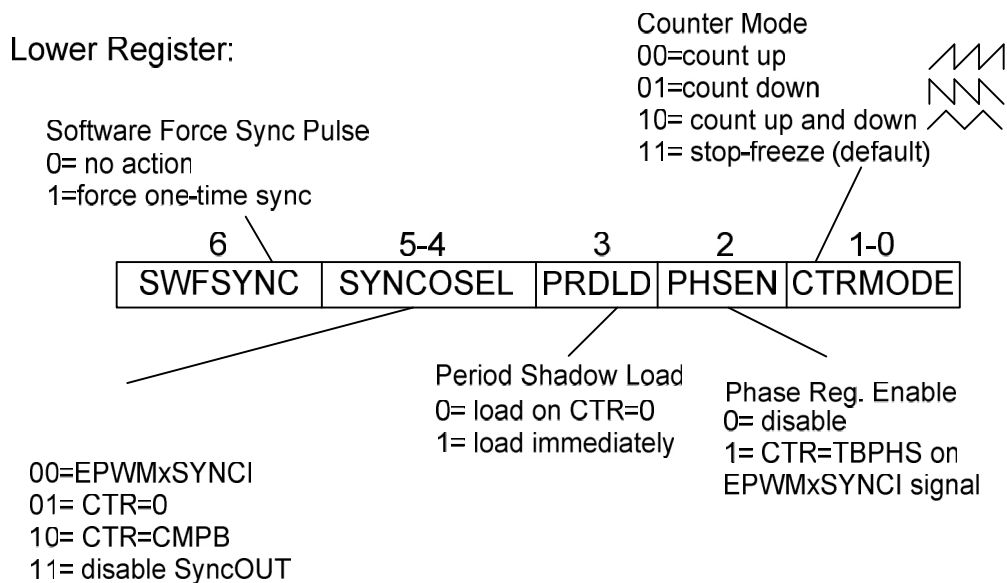 Lower Register:
Counter Mode
00=count up
01=count down
10= count up and down
11= stop-freeze (default)
Software Force Sync Pulse
0= no action
1=force one-time sync
6 5-4 3 2 1-0
SWFSYNC SYNCOSEL PRDLD PHSEN CTRMODE
Period Shadow Load
0= load on CTR=0
1= load immediately
Phase Reg. Enable
0= disable
1= CTR=TBPHS on
EPWMxSYNCI signal
00=EPWMxSYNCI
01= CTR=0
10= CTR=CMPB
11= disable SyncOUT